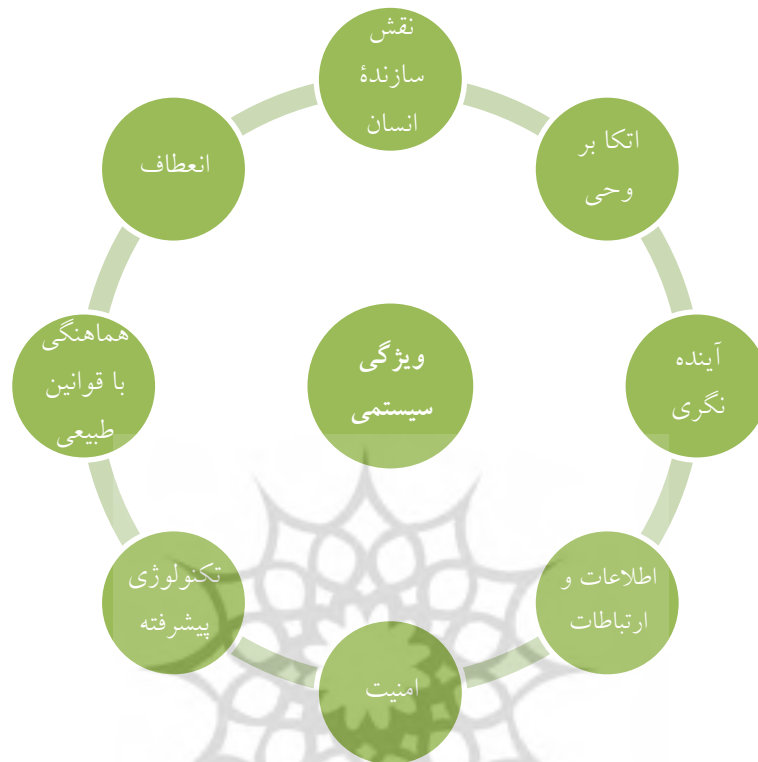 نقش
سازندهٔ
انسان
اتکا بر
وحی
آینده
نگری
اطلاعات و
ارتباطات
امنیت
تکنولوژی
پیشرفته
هماهنگی
با قوانین
طبیعی
انعطاف
ویژگی
سیستمی